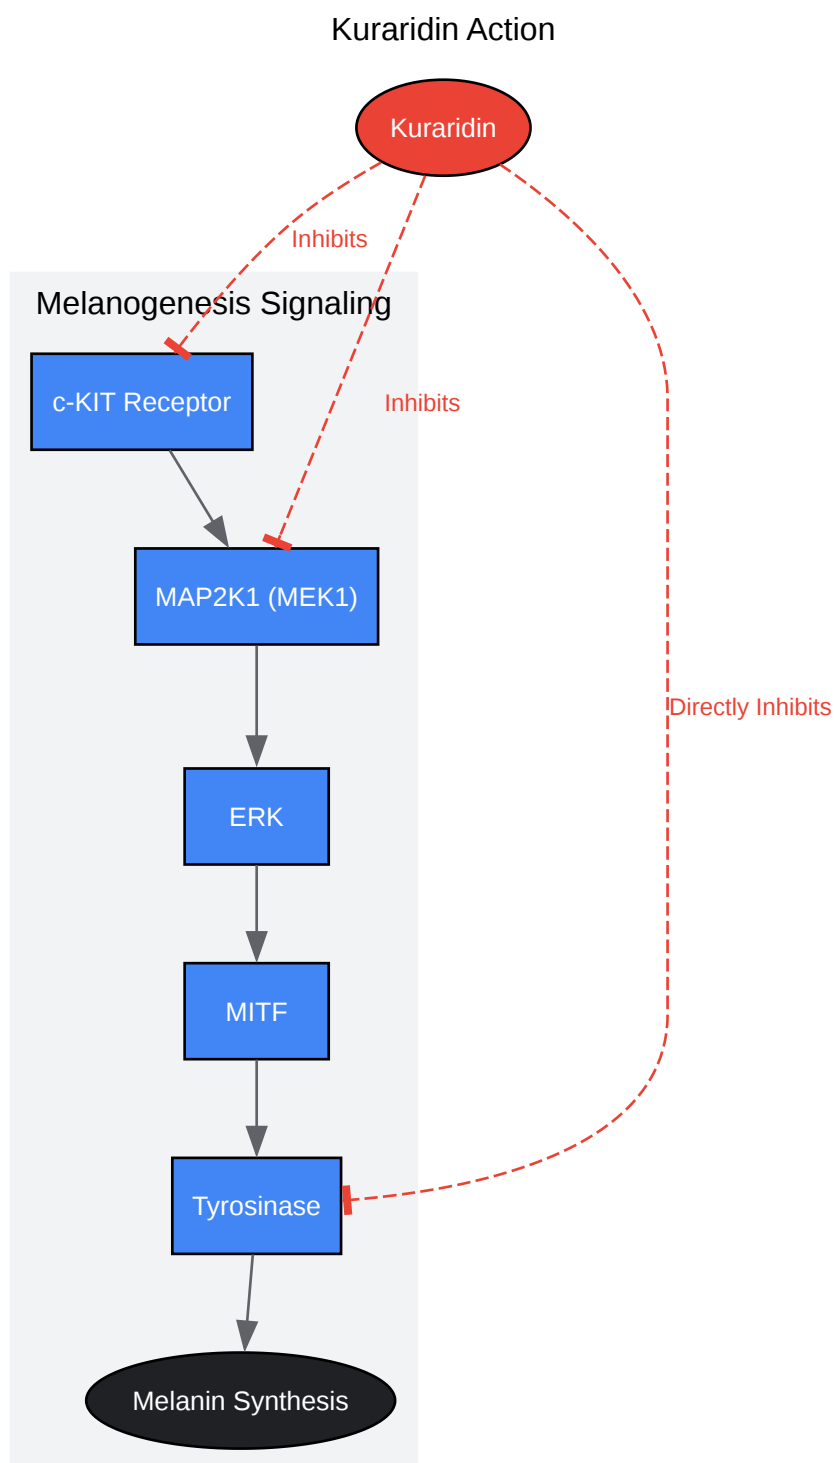 Kuraridin Action
Kuraridin
Inhibits
Melanogenesis Signaling
c-KIT Receptor
Inhibits
MAP2K1 (MEK1)
Directly Inhibits
ERK
MITF
Tyrosinase
Melanin Synthesis